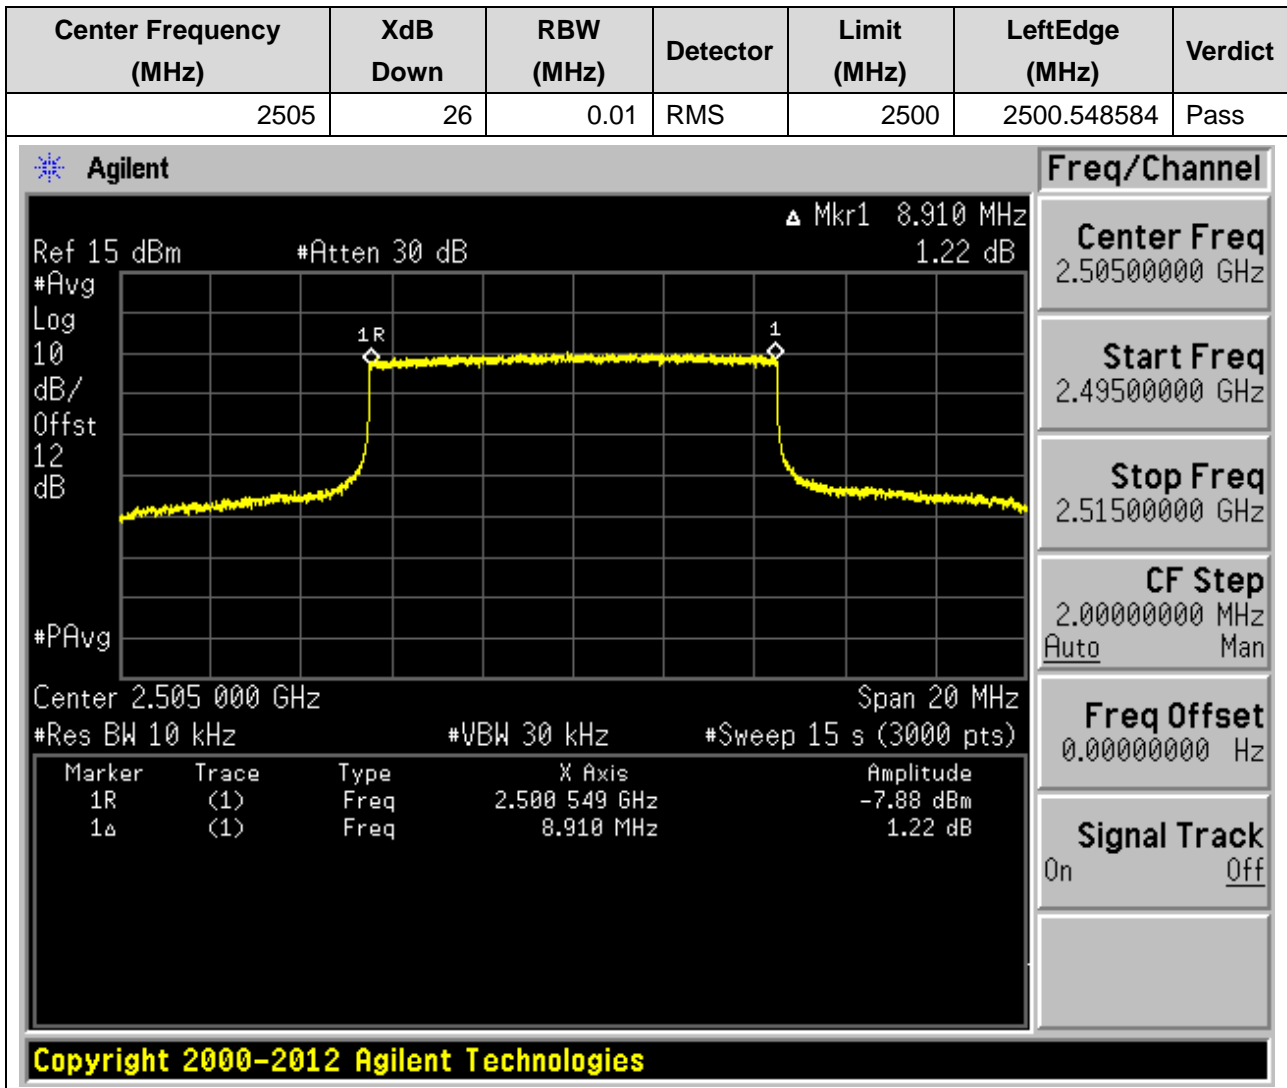 Center Frequency (MHz) XdB Down RBW (MHz) Detector Limit (MHz) LeftEdge (MHz) Verdict
2505 26 0.01 RMS 2500 2500.548584 Pass
Agilent
Freq/Channel
Δ Mkr1 8.910 MHz
Ref 15 dBm #Atten 30 dB 1.22 dB
#Avg
Log
10
dB/
Offst
12
dB
1R
1
#PAvg
Center 2.505 000 GHz Span 20 MHz
#Res BW 10 kHz #VBW 30 kHz #Sweep 15 s (3000 pts)
Marker Trace Type X Axis Amplitude
1R (1) Freq 2.500 549 GHz -7.88 dBm
1Δ (1) Freq 8.910 MHz 1.22 dB
Center Freq
2.50500000 GHz
Start Freq
2.49500000 GHz
Stop Freq
2.51500000 GHz
CF Step
2.00000000 MHz
Auto Man
Freq Offset
0.00000000 Hz
Signal Track
On Off
Copyright 2000-2012 Agilent Technologies